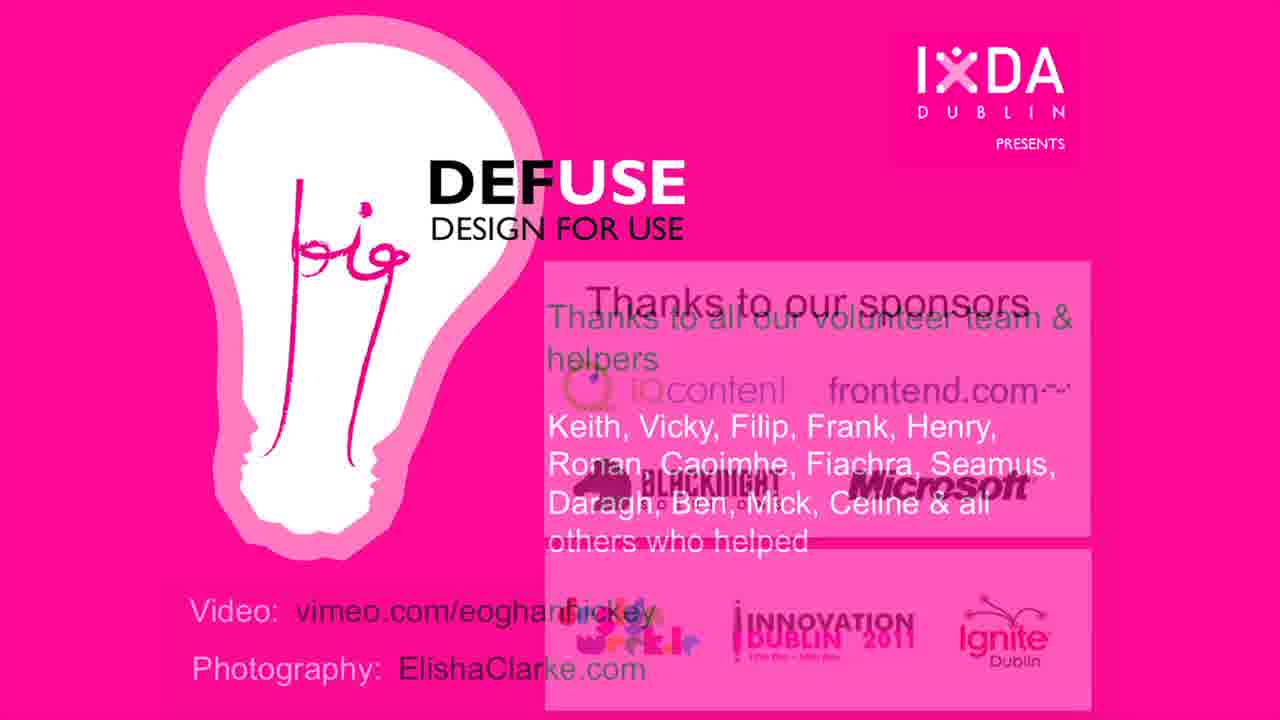 IXDA
DUBLIN
PRESENTS
big
DEFUSE
DESIGN FOR USE
Thanks to our sponsors
Thanks to all our volunteer team &
helpers
iQcontent
frontend.com
Keith, Vicky, Filip, Frank, Henry,
Ronan, Caoimhe, Fiachra, Seamus,
BLACKNIGHT
Microsoft
Daragh, Ben, Mick, Celine & all
others who helped
Video: vimeo.com/eoghanhickey
INNOVATION
DUBLIN 2011
Ignite
Dublin
Photography: ElishaClarke.com